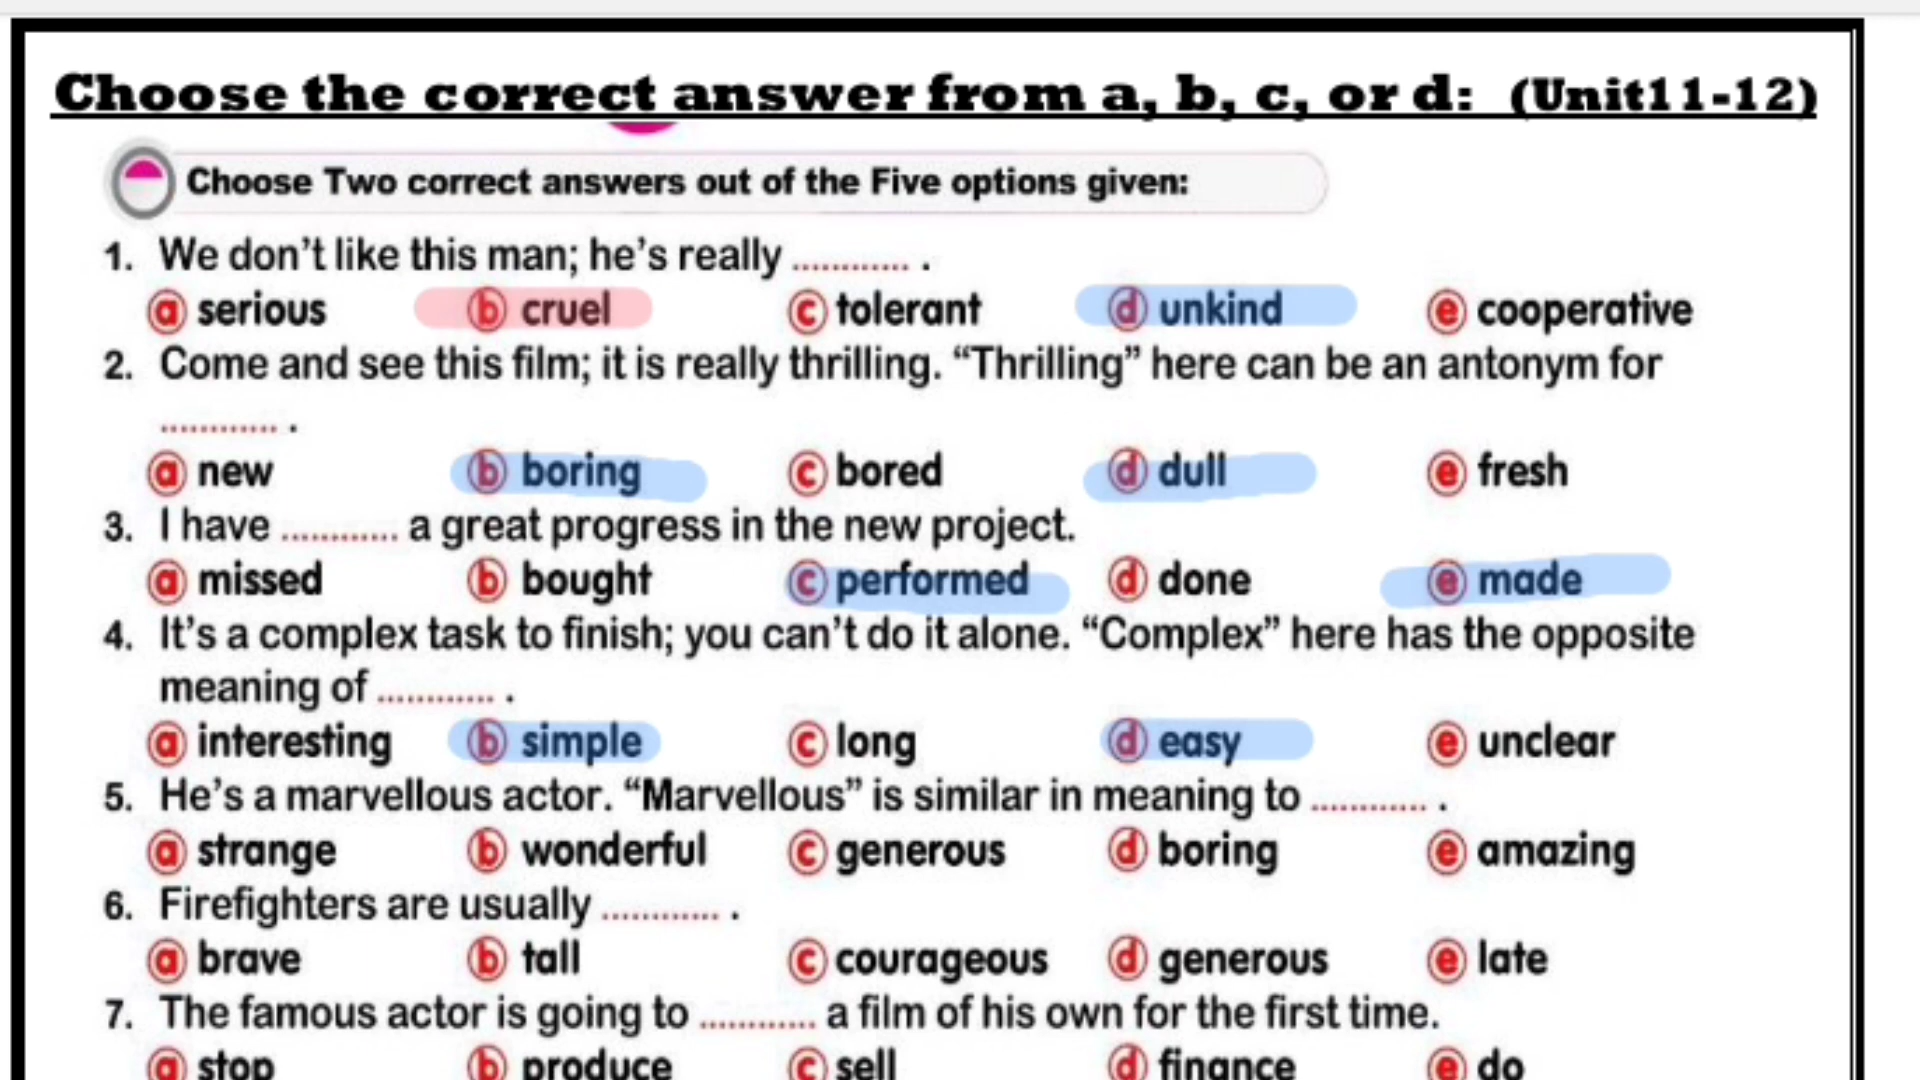 Choose the correct answer from a, b, c, or d: (Unit11-12)
Choose Two correct answers out of the Five options given:
1. We don't like this man; he's really ............ .
a serious b cruel c tolerant d unkind e cooperative
2. Come and see this film; it is really thrilling. “Thrilling” here can be an antonym for
............ .
a new b boring c bored d dull e fresh
3. I have ............ a great progress in the new project.
a missed b bought c performed d done e made
4. It's a complex task to finish; you can't do it alone. “Complex” here has the opposite
meaning of ............ .
a interesting b simple c long d easy e unclear
5. He's a marvellous actor. “Marvellous” is similar in meaning to ............ .
a strange b wonderful c generous d boring e amazing
6. Firefighters are usually ............ .
a brave b tall c courageous d generous e late
7. The famous actor is going to ............ a film of his own for the first time.
a stop b produce c sell d finance e do